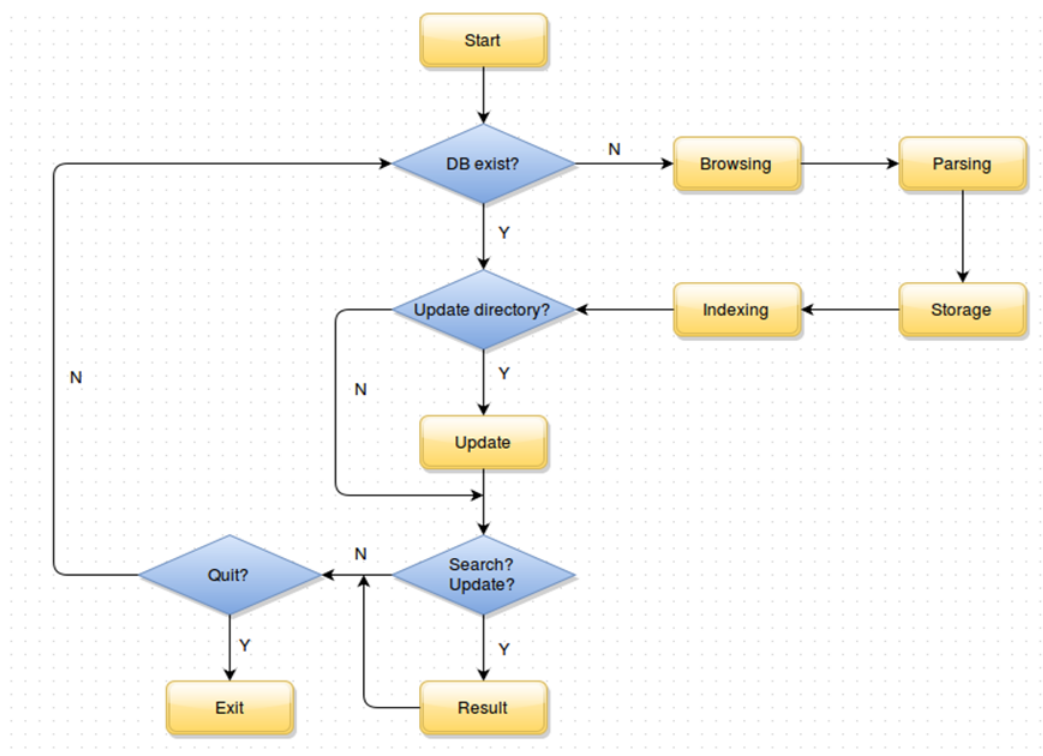 Start
DB exist?
N
Browsing
Parsing
Y
Update directory?
Indexing
Storage
N
Y
N
Update
N
Quit?
Search?
Update?
Y
Y
Exit
Result